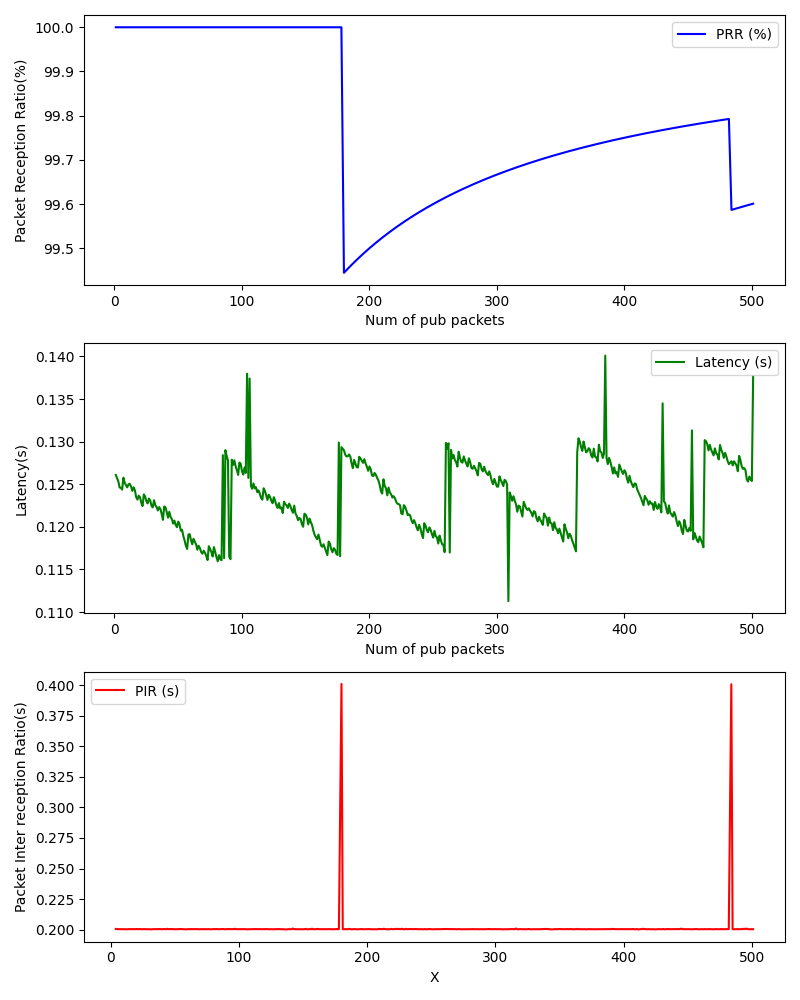 100.0
99.9
99.8
99.7
99.6
99.5
Packet Reception Ratio(%)
PRR (%)
0 100 200 300 400 500
Num of pub packets
0.140
0.135
0.130
0.125
0.120
0.115
0.110
Latency(s)
Latency (s)
0 100 200 300 400 500
Num of pub packets
0.400
0.375
0.350
0.325
0.300
0.275
0.250
0.225
0.200
Packet Inter reception Ratio(s)
PIR (s)
0 100 200 300 400 500
X